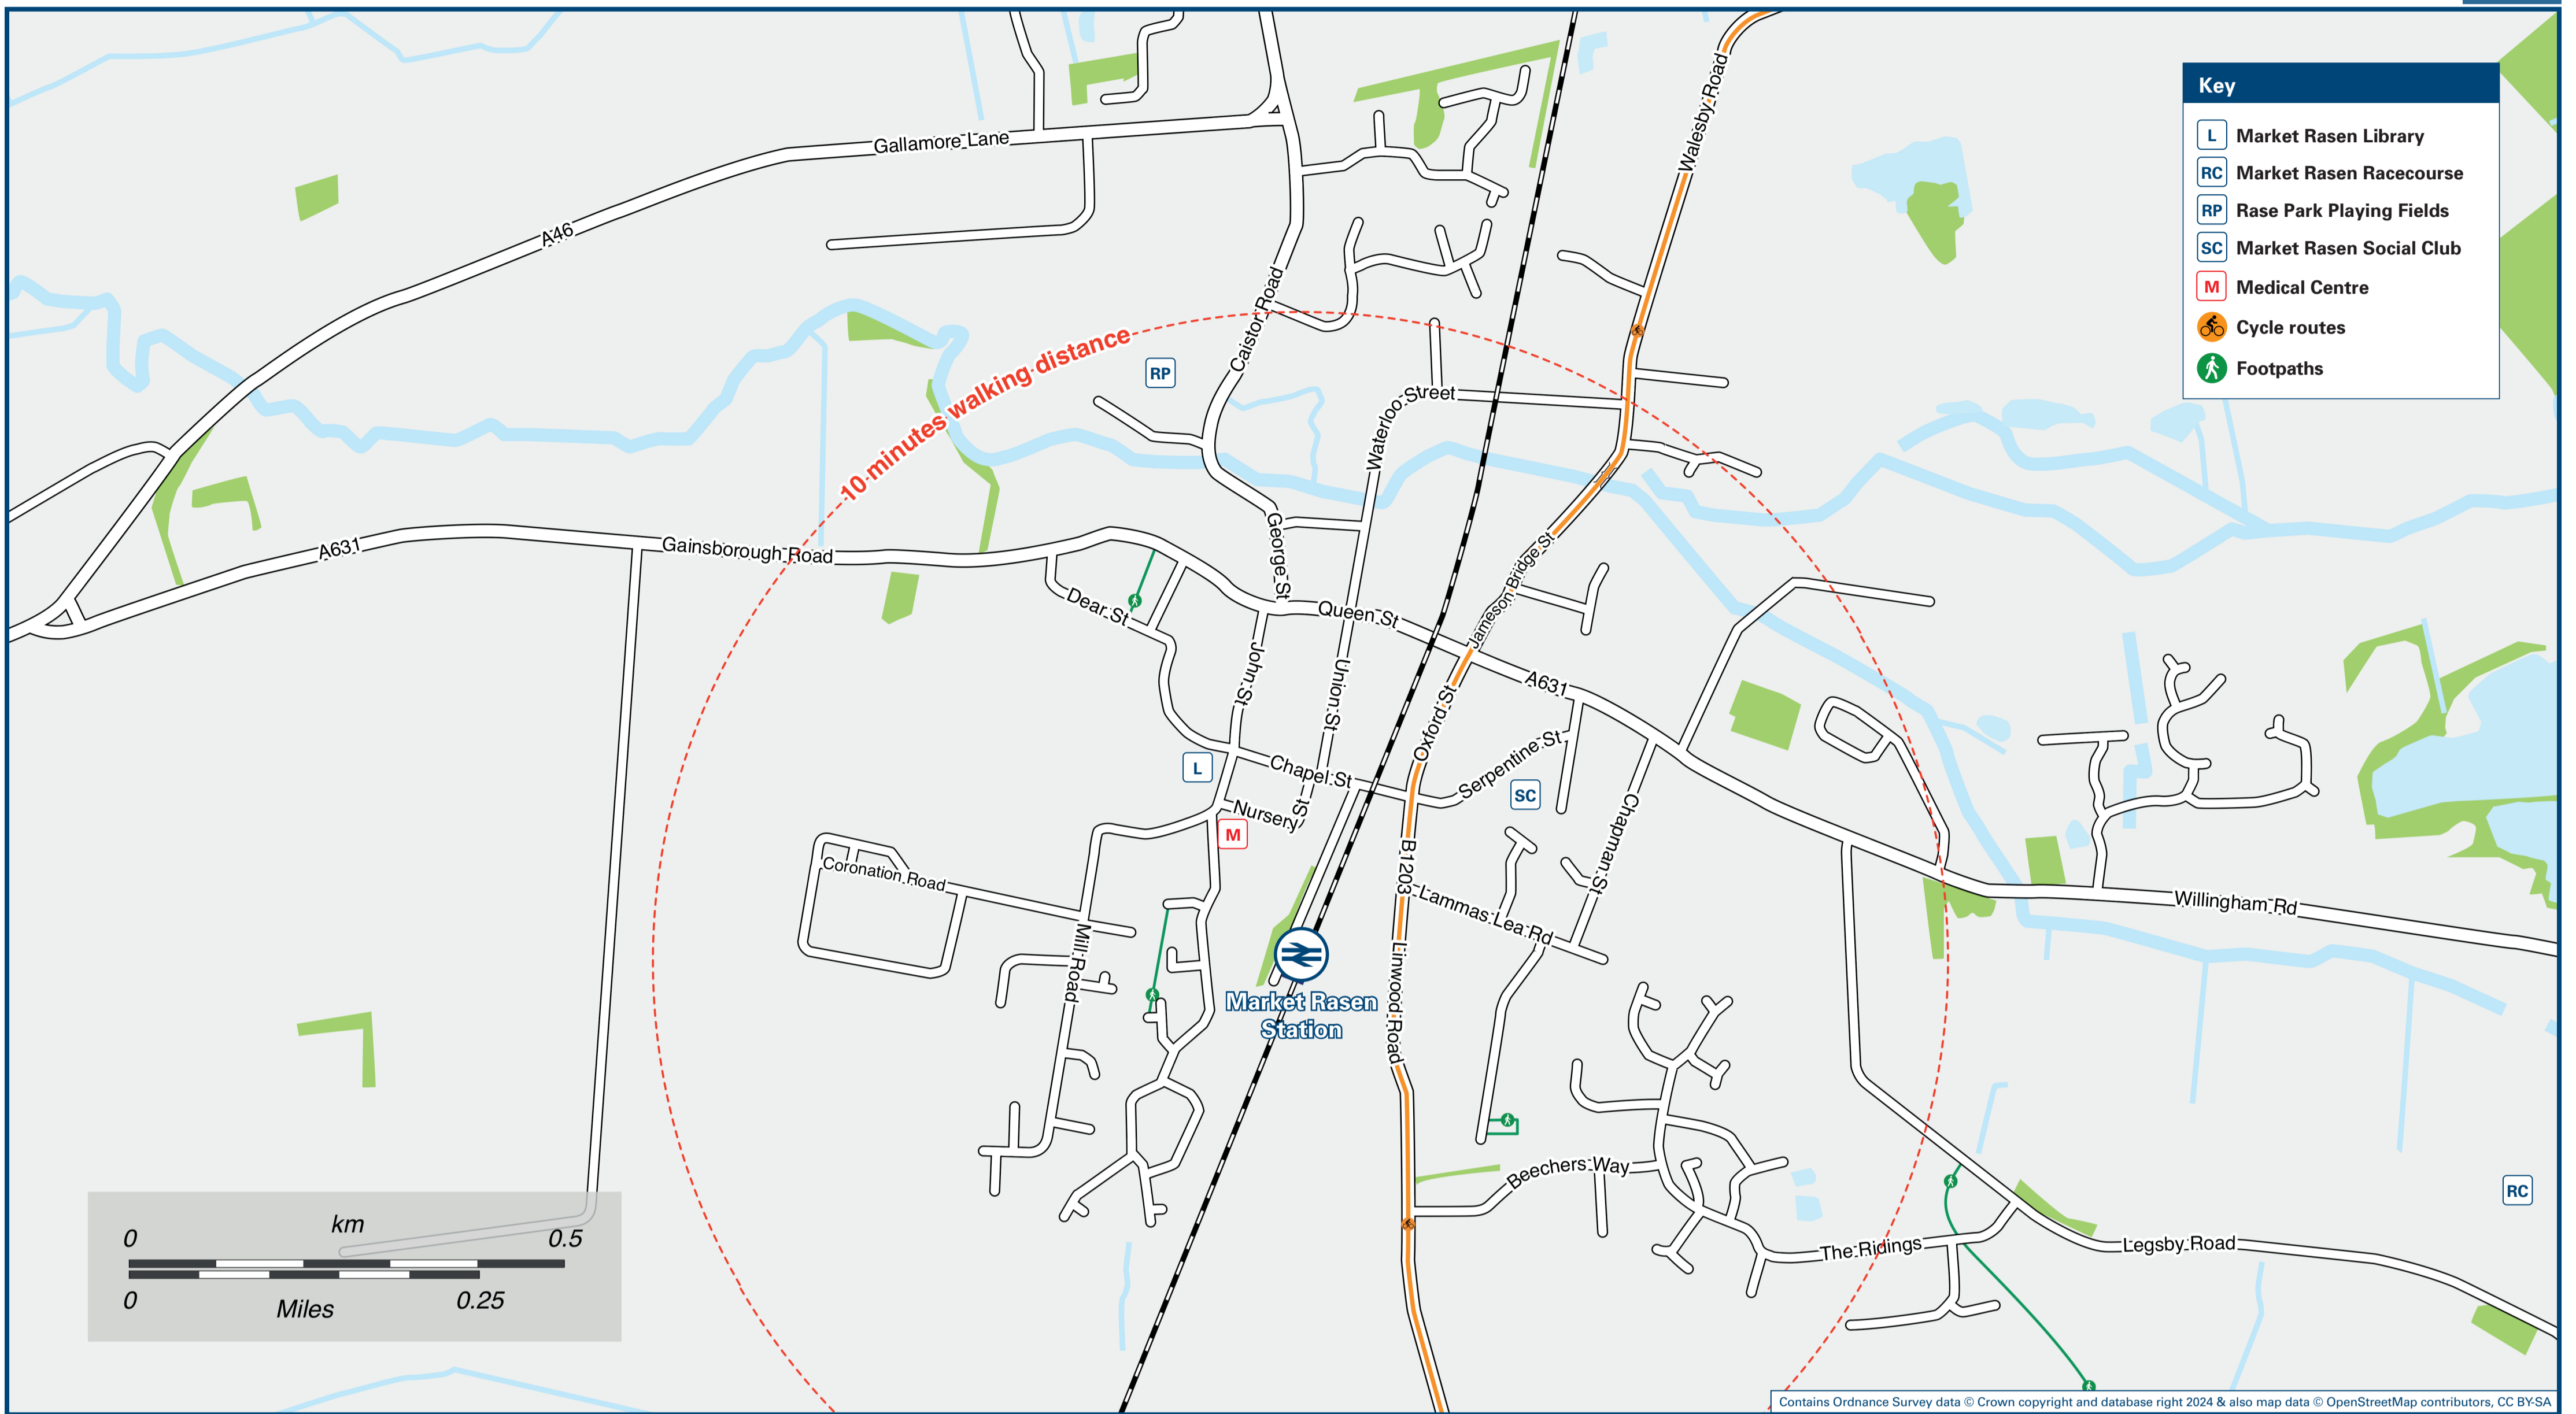 Key
L Market Rasen Library
RC Market Rasen Racecourse
RP Rase Park Playing Fields
SC Market Rasen Social Club
M Medical Centre
Cycle routes
Footpaths
Walesby Road
Gallamore Lane
A46
Caistor Road
10 minutes walking distance
RP
Waterloo Street
A631
Gainsborough Road
George St
Jameson Bridge St
Dear St
Queen St
A631
John St
Union St
Oxford St
Serpentine St
L
Chapel St
SC
Nursery St
M
Chapman St
B1203
Coronation Road
Lammas Lea Rd
Willingham Rd
Mill Road
Linwood Road
Market Rasen
Station
Beechers Way
RC
The Ridings
Legsby Road
km
0 0.5
0 0.25
Miles
Contains Ordnance Survey data © Crown copyright and database right 2024 & also map data © OpenStreetMap contributors, CC BY-SA